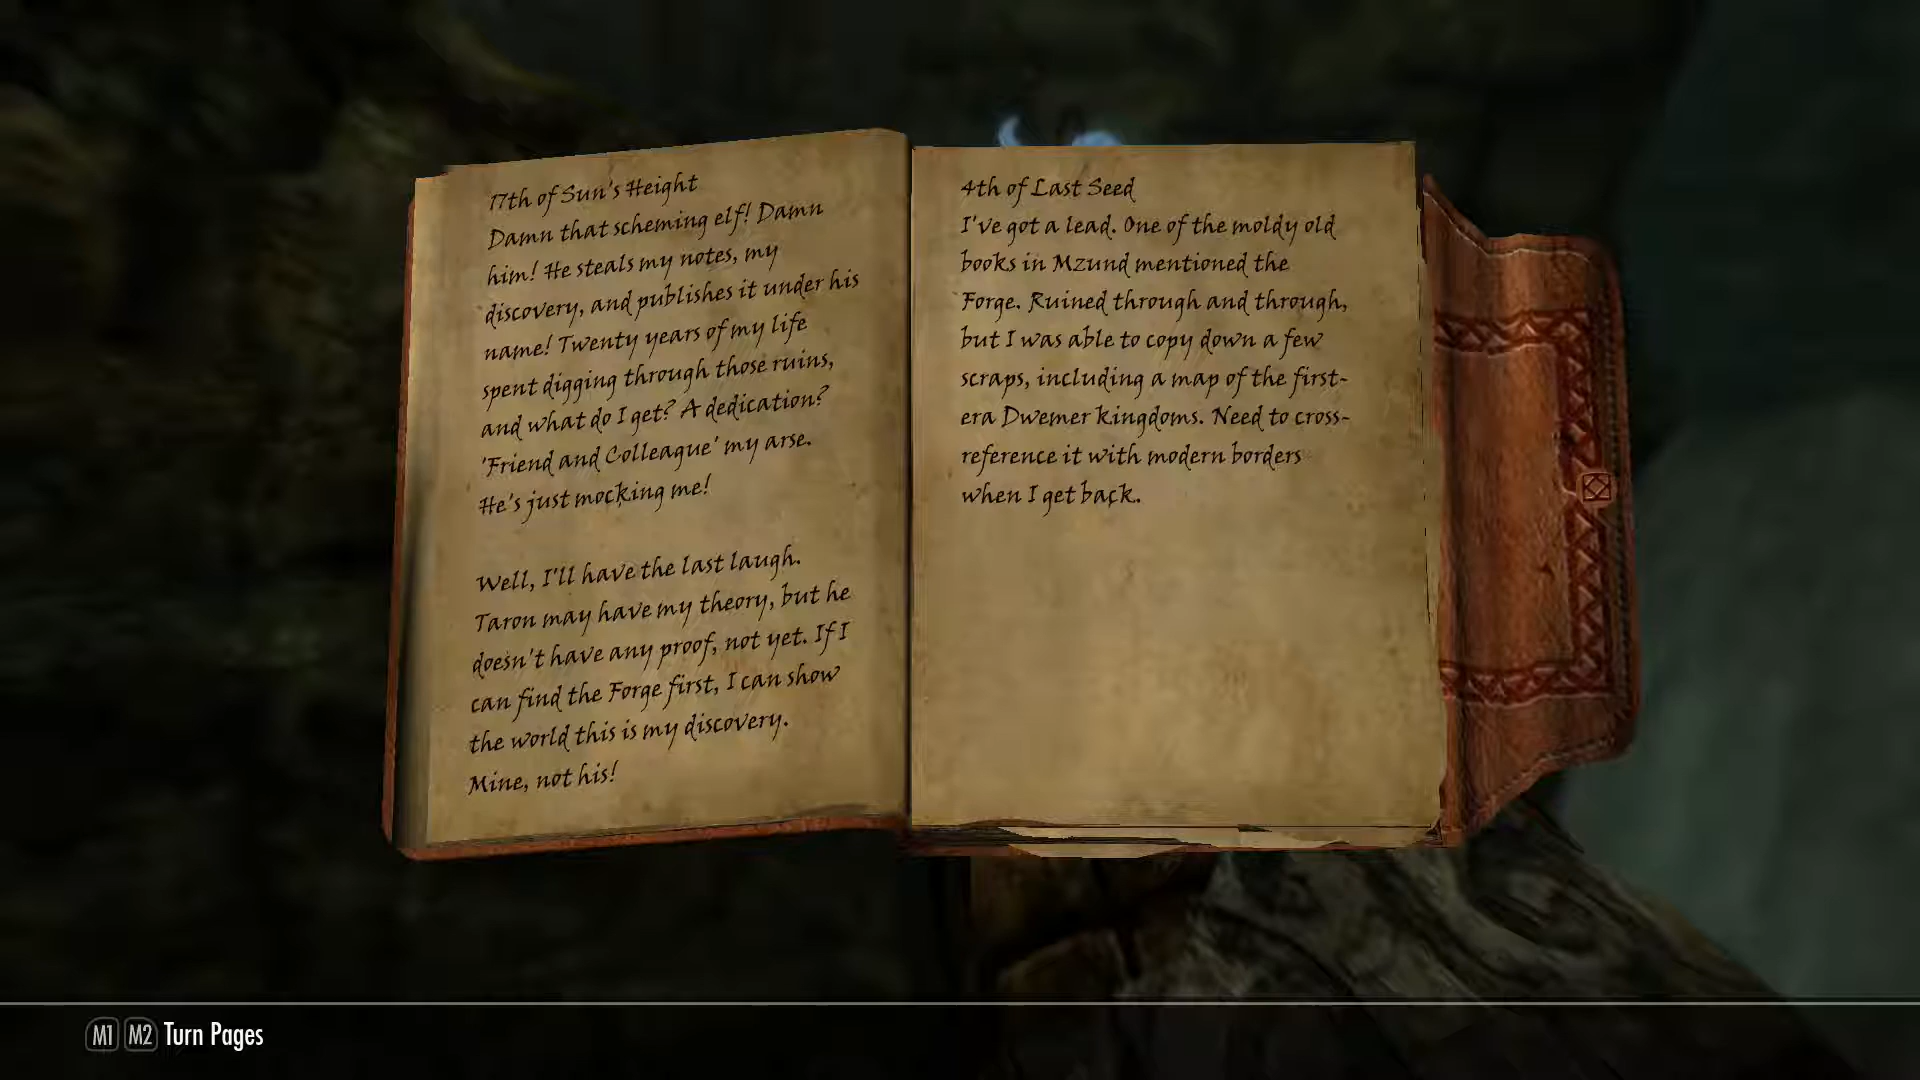 17th of Sun's Height
Damn that scheming elf! Damn
him! He steals my notes, my
discovery, and publishes it under his
name! Twenty years of my life
spent digging through those ruins,
and what do I get? A dedication?
'Friend and Colleague' my arse.
He's just mocking me!
Well, I'll have the last laugh.
Taron may have my theory, but he
doesn't have any proof, not yet. If I
can find the Forge first, I can show
the world this is my discovery.
Mine, not his!
4th of Last Seed
I've got a lead. One of the moldy old
books in Mzund mentioned the
Forge. Ruined through and through,
but I was able to copy down a few
scraps, including a map of the first-
era Dwemer kingdoms. Need to cross-
reference it with modern borders
when I get back.
M1 M2 Turn Pages